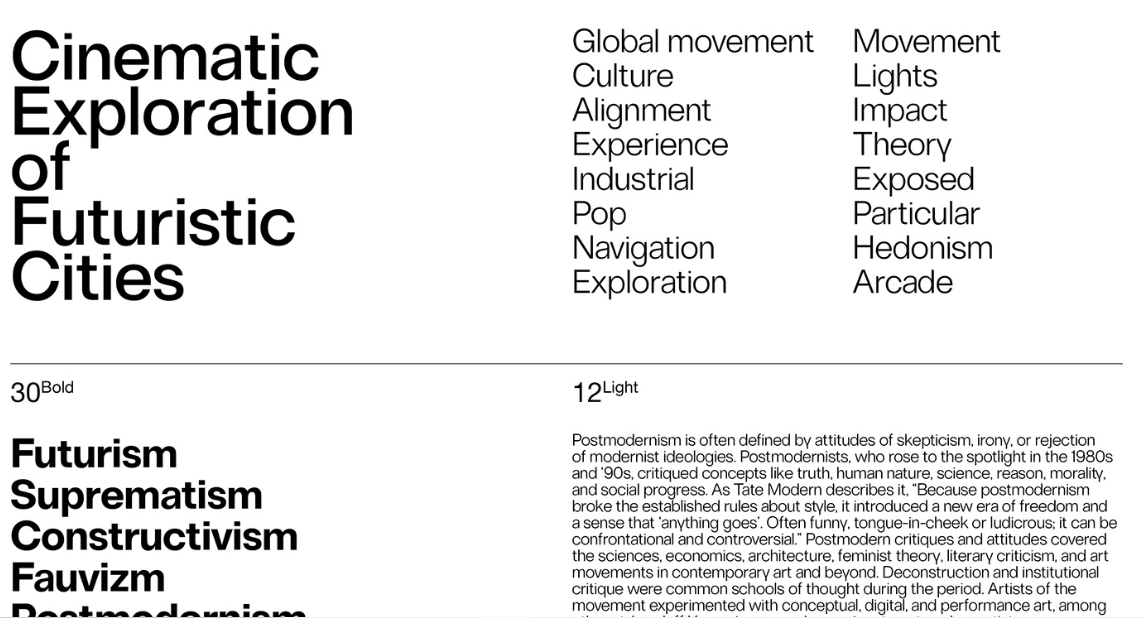 Cinematic
Exploration
of
Futuristic
Cities
Global movement
Culture
Alignment
Experience
Industrial
Pop
Navigation
Exploration
Movement
Lights
Impact
Theory
Exposed
Particular
Hedonism
Arcade
30Bold
Futurism
Suprematism
Constructivism
Fauvizm
Postmodernism
12Light
Postmodernism is often defined by attitudes of skepticism, irony, or rejection
of modernist ideologies. Postmodernists, who rose to the spotlight in the 1980s
and ’90s, critiqued concepts like truth, human nature, science, reason, morality,
and social progress. As Tate Modern describes it, “Because postmodernism
broke the established rules about style, it introduced a new era of freedom and
a sense that ‘anything goes’. Often funny, tongue-in-cheek or ludicrous; it can be
confrontational and controversial.” Postmodern critiques and attitudes covered
the sciences, economics, architecture, feminist theory, literary criticism, and art
movements in contemporary art and beyond. Deconstruction and institutional
critique were common schools of thought during the period. Artists of the
movement experimented with conceptual, digital, and performance art, among